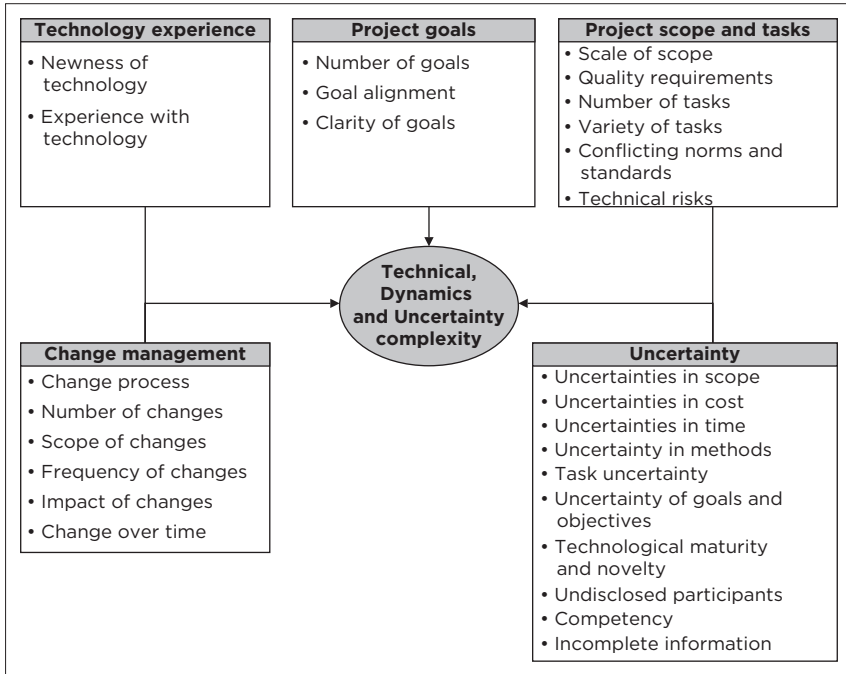 Technology experience
• Newness of
technology
• Experience with
technology
Project goals
• Number of goals
• Goal alignment
• Clarity of goals
Project scope and tasks
• Scale of scope
• Quality requirements
• Number of tasks
• Variety of tasks
• Conflicting norms and
standards
• Technical risks
Technical,
Dynamics
and Uncertainty
complexity
Change management
• Change process
• Number of changes
• Scope of changes
• Frequency of changes
• Impact of changes
• Change over time
Uncertainty
• Uncertainties in scope
• Uncertainties in cost
• Uncertainties in time
• Uncertainty in methods
• Task uncertainty
• Uncertainty of goals and
objectives
• Technological maturity
and novelty
• Undisclosed participants
• Competency
• Incomplete information